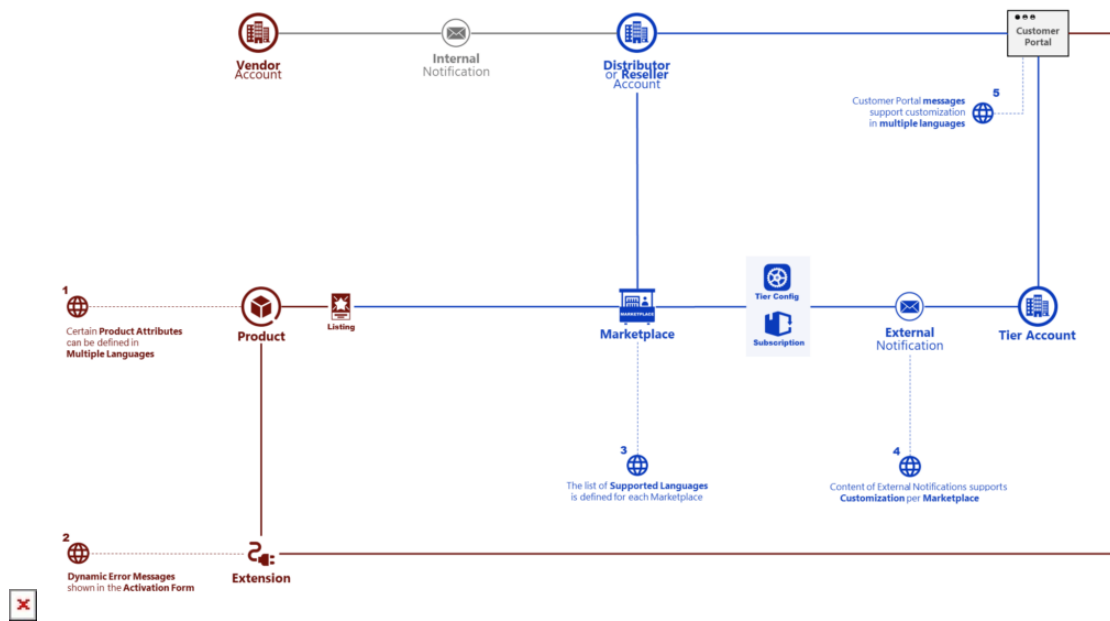 Customer
Portal
Vendor
Account
Internal
Notification
Distributor
or Reseller
Account
5
Customer Portal messages
support customization
in multiple languages
1
Certain Product Attributes
can be defined in
Multiple Languages
Product
Listing
MARKETPLACE
Marketplace
Tier Config
Subscription
External
Notification
Tier Account
3
The list of Supported Languages
is defined for each Marketplace
4
Content of External Notifications supports
Customization per Marketplace
2
Dynamic Error Messages
shown in the Activation Form
Extension